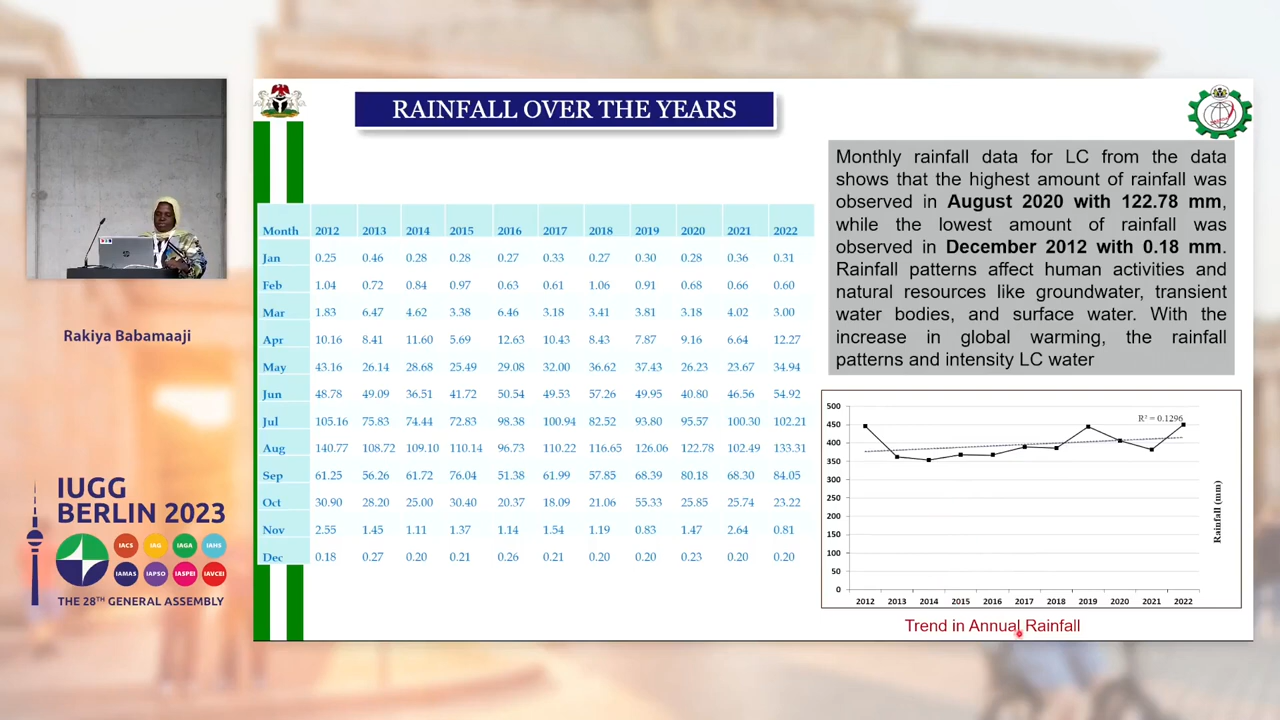 RAINFALL OVER THE YEARS
Month 2012 2013 2014 2015 2016 2017 2018 2019 2020 2021 2022
Jan 0.25 0.46 0.28 0.28 0.27 0.33 0.27 0.30 0.28 0.36 0.31
Feb 1.04 0.72 0.84 0.97 0.63 0.61 1.06 0.91 0.68 0.66 0.60
Mar 1.83 6.47 4.62 3.38 6.46 3.18 3.41 3.81 3.18 4.02 3.00
Apr 10.16 8.41 11.60 5.69 12.63 10.43 8.43 7.87 9.16 6.64 12.27
May 43.16 26.14 28.68 25.49 29.08 32.00 36.62 37.43 26.23 23.67 34.94
Jun 48.78 49.09 36.51 41.72 50.54 49.53 57.26 49.95 40.80 46.56 54.92
Jul 105.16 75.83 74.44 72.83 98.38 100.94 82.52 93.80 95.57 100.30 102.21
Aug 140.77 108.72 109.10 110.14 96.73 110.22 116.65 126.06 122.78 102.49 133.31
Sep 61.25 56.26 61.72 76.04 51.38 61.99 57.85 68.39 80.18 68.30 84.05
Oct 30.90 28.20 25.00 30.40 20.37 18.09 21.06 55.33 25.85 25.74 23.22
Nov 2.55 1.45 1.11 1.37 1.14 1.54 1.19 0.83 1.47 2.64 0.81
Dec 0.18 0.27 0.20 0.21 0.26 0.21 0.20 0.20 0.23 0.20 0.20
Monthly rainfall data for LC from the data
shows that the highest amount of rainfall was
observed in August 2020 with 122.78 mm,
while the lowest amount of rainfall was
observed in December 2012 with 0.18 mm.
Rainfall patterns affect human activities and
natural resources like groundwater, transient
water bodies, and surface water. With the
increase in global warming, the rainfall
patterns and intensity LC water
500
450
400
350
300
250
200
150
100
50
0
R² = 0.1296
Rainfall (mm)
2012 2013 2014 2015 2016 2017 2018 2019 2020 2021 2022
Trend in Annual Rainfall
Rakiya Babamaaji
IUGG
BERLIN 2023
IACS IAG IAGA IAHS
IAMAS IAPSO IASPEI IAVCEI
THE 28TH GENERAL ASSEMBLY